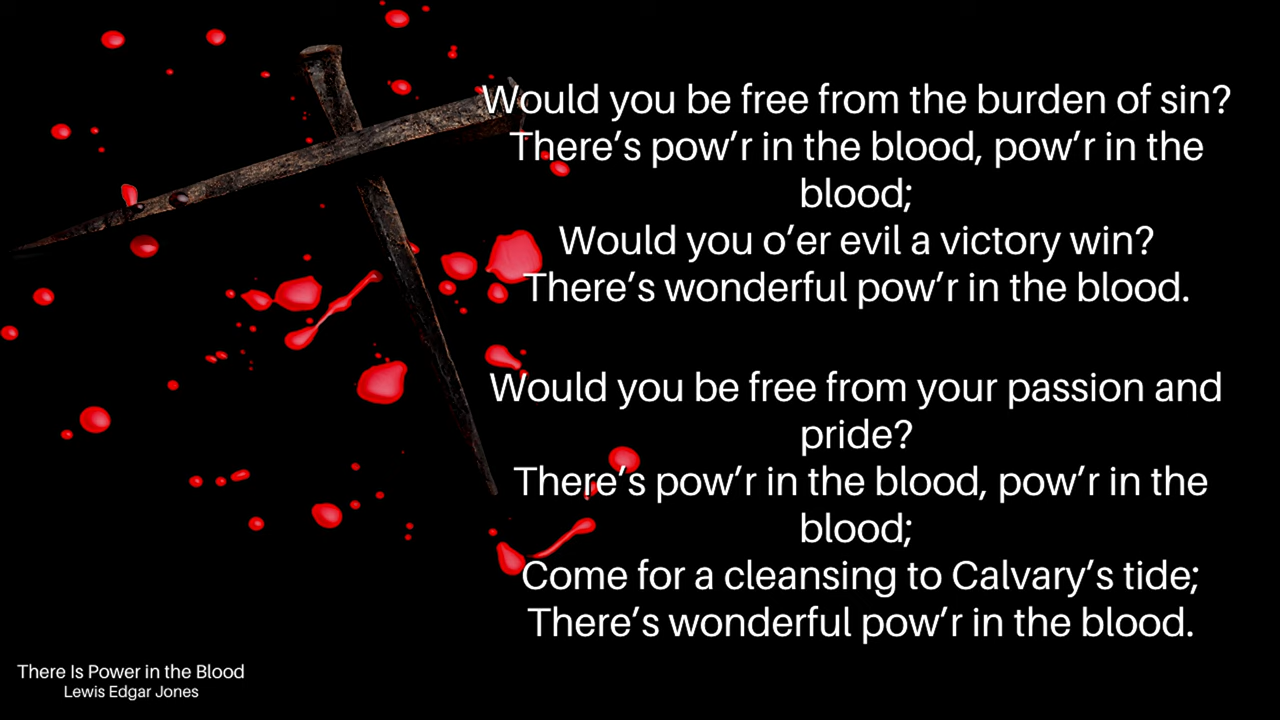 Would you be free from the burden of sin?
There’s pow’r in the blood, pow’r in the
blood;
Would you o’er evil a victory win?
There’s wonderful pow’r in the blood.
Would you be free from your passion and
pride?
There’s pow’r in the blood, pow’r in the
blood;
Come for a cleansing to Calvary’s tide;
There’s wonderful pow’r in the blood.
There Is Power in the Blood
Lewis Edgar Jones